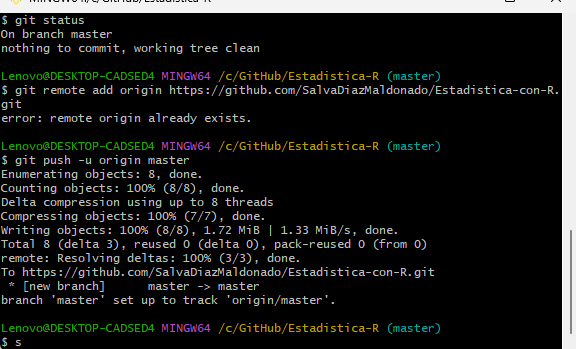 $ git status
On branch master
nothing to commit, working tree clean
Lenovo@DESKTOP-CADSED4 MINGW64 /c/GitHub/Estadistica-R (master)
$ git remote add origin https://github.com/SalvaDiazMaldonado/Estadistica-con-R.
git
error: remote origin already exists.
Lenovo@DESKTOP-CADSED4 MINGW64 /c/GitHub/Estadistica-R (master)
$ git push -u origin master
Enumerating objects: 8, done.
Counting objects: 100% (8/8), done.
Delta compression using up to 8 threads
Compressing objects: 100% (7/7), done.
Writing objects: 100% (8/8), 1.72 MiB | 1.33 MiB/s, done.
Total 8 (delta 3), reused 0 (delta 0), pack-reused 0 (from 0)
remote: Resolving deltas: 100% (3/3), done.
To https://github.com/SalvaDiazMaldonado/Estadistica-con-R.git
 * [new branch]      master -> master
branch 'master' set up to track 'origin/master'.
Lenovo@DESKTOP-CADSED4 MINGW64 /c/GitHub/Estadistica-R (master)
$ s